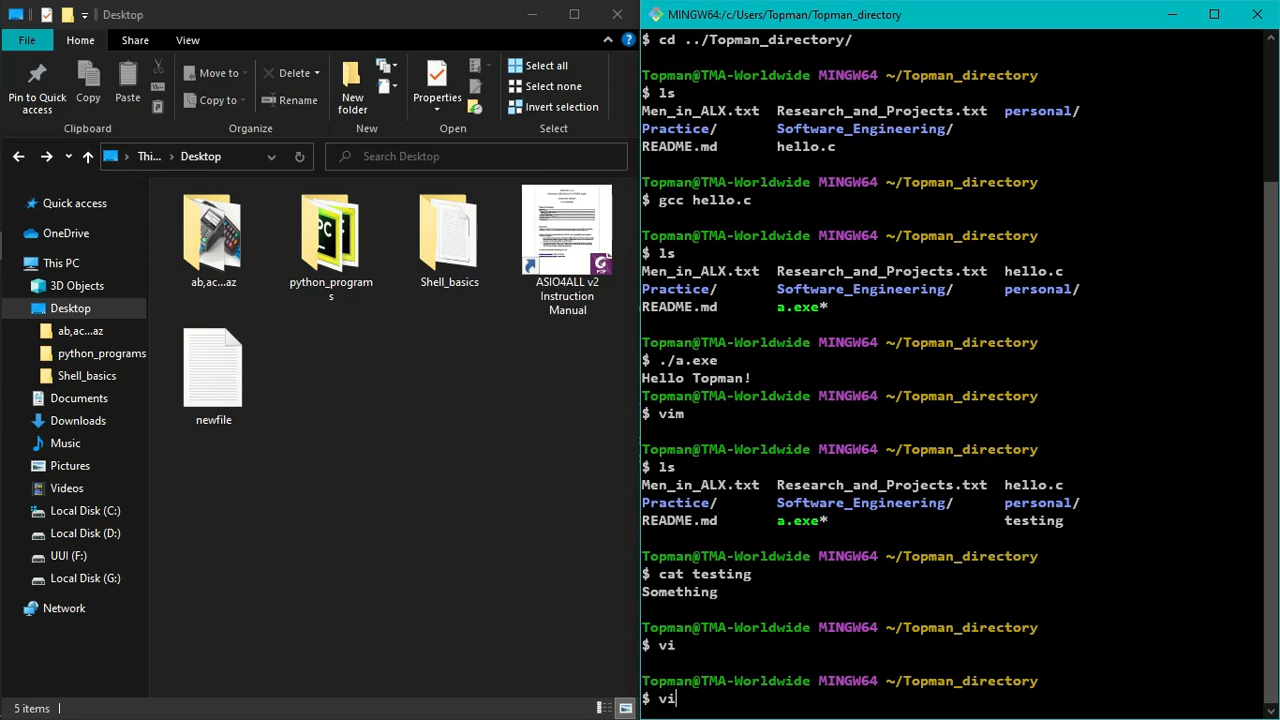 Desktop
File
Home
Share
View
Pin to Quick access
Copy
Paste
Move to
Copy to
Delete
Rename
New folder
Properties
Select all
Select none
Invert selection
Clipboard
Organize
New
Open
Select
Thi...
Desktop
Search Desktop
Quick access
OneDrive
This PC
3D Objects
Desktop
ab,ac...az
python_programs
Shell_basics
Documents
Downloads
Music
Pictures
Videos
Local Disk (C:)
Local Disk (D:)
UUI (F:)
Local Disk (G:)
Network
ab,ac...az
PC
python_program
s
Shell_basics
PDF
ASIO4ALL v2
Instruction
Manual
newfile
5 items
MINGW64:/c/Users/Topman/Topman_directory
$ cd ../Topman_directory/
Topman@TMA-Worldwide MINGW64 ~/Topman_directory
$ ls
Men_in_ALX.txt Research_and_Projects.txt personal/
Practice/ Software_Engineering/
README.md hello.c
Topman@TMA-Worldwide MINGW64 ~/Topman_directory
$ gcc hello.c
Topman@TMA-Worldwide MINGW64 ~/Topman_directory
$ ls
Men_in_ALX.txt Research_and_Projects.txt hello.c
Practice/ Software_Engineering/ personal/
README.md a.exe*
Topman@TMA-Worldwide MINGW64 ~/Topman_directory
$ ./a.exe
Hello Topman!
Topman@TMA-Worldwide MINGW64 ~/Topman_directory
$ vim
Topman@TMA-Worldwide MINGW64 ~/Topman_directory
$ ls
Men_in_ALX.txt Research_and_Projects.txt hello.c
Practice/ Software_Engineering/ personal/
README.md a.exe* testing
Topman@TMA-Worldwide MINGW64 ~/Topman_directory
$ cat testing
Something
Topman@TMA-Worldwide MINGW64 ~/Topman_directory
$ vi
Topman@TMA-Worldwide MINGW64 ~/Topman_directory
$ vi